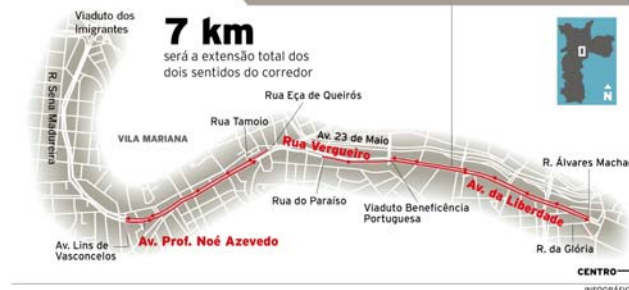 Viaduto dos
Imigrantes
7 km
será a extensão total dos
dois sentidos do corredor
N
R. Sena Madureira
VILA MARIANA
Rua Tamoio
Rua Eça de Queirós
Rua Vergueiro
Av. 23 de Maio
R. Álvares Macha
Rua do Paraíso
Viaduto Beneficência
Portuguesa
Av. da Liberdade
Av. Lins de
Vasconcelos
Av. Prof. Noé Azevedo
R. da Glória
CENTRO